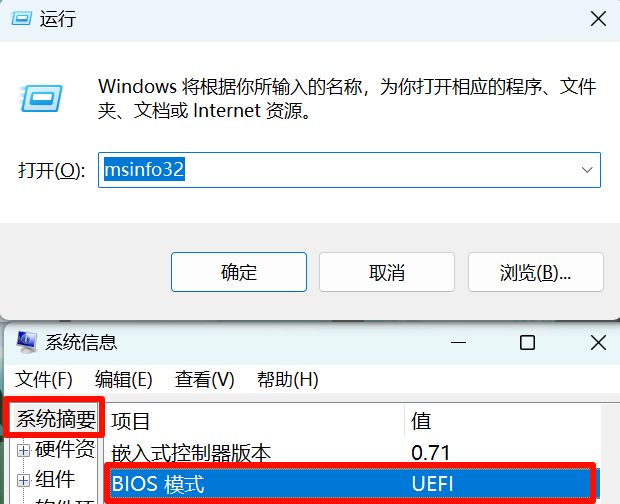 运行
Windows 将根据你所输入的名称，为你打开相应的程序、文件
夹、文档或 Internet 资源。
打开(O): msinfo32
确定 取消 浏览(B)...
系统信息
文件(F) 编辑(E) 查看(V) 帮助(H)
系统摘要 项目 值
硬件资 嵌入式控制器版本 0.71
组件 BIOS 模式 UEFI